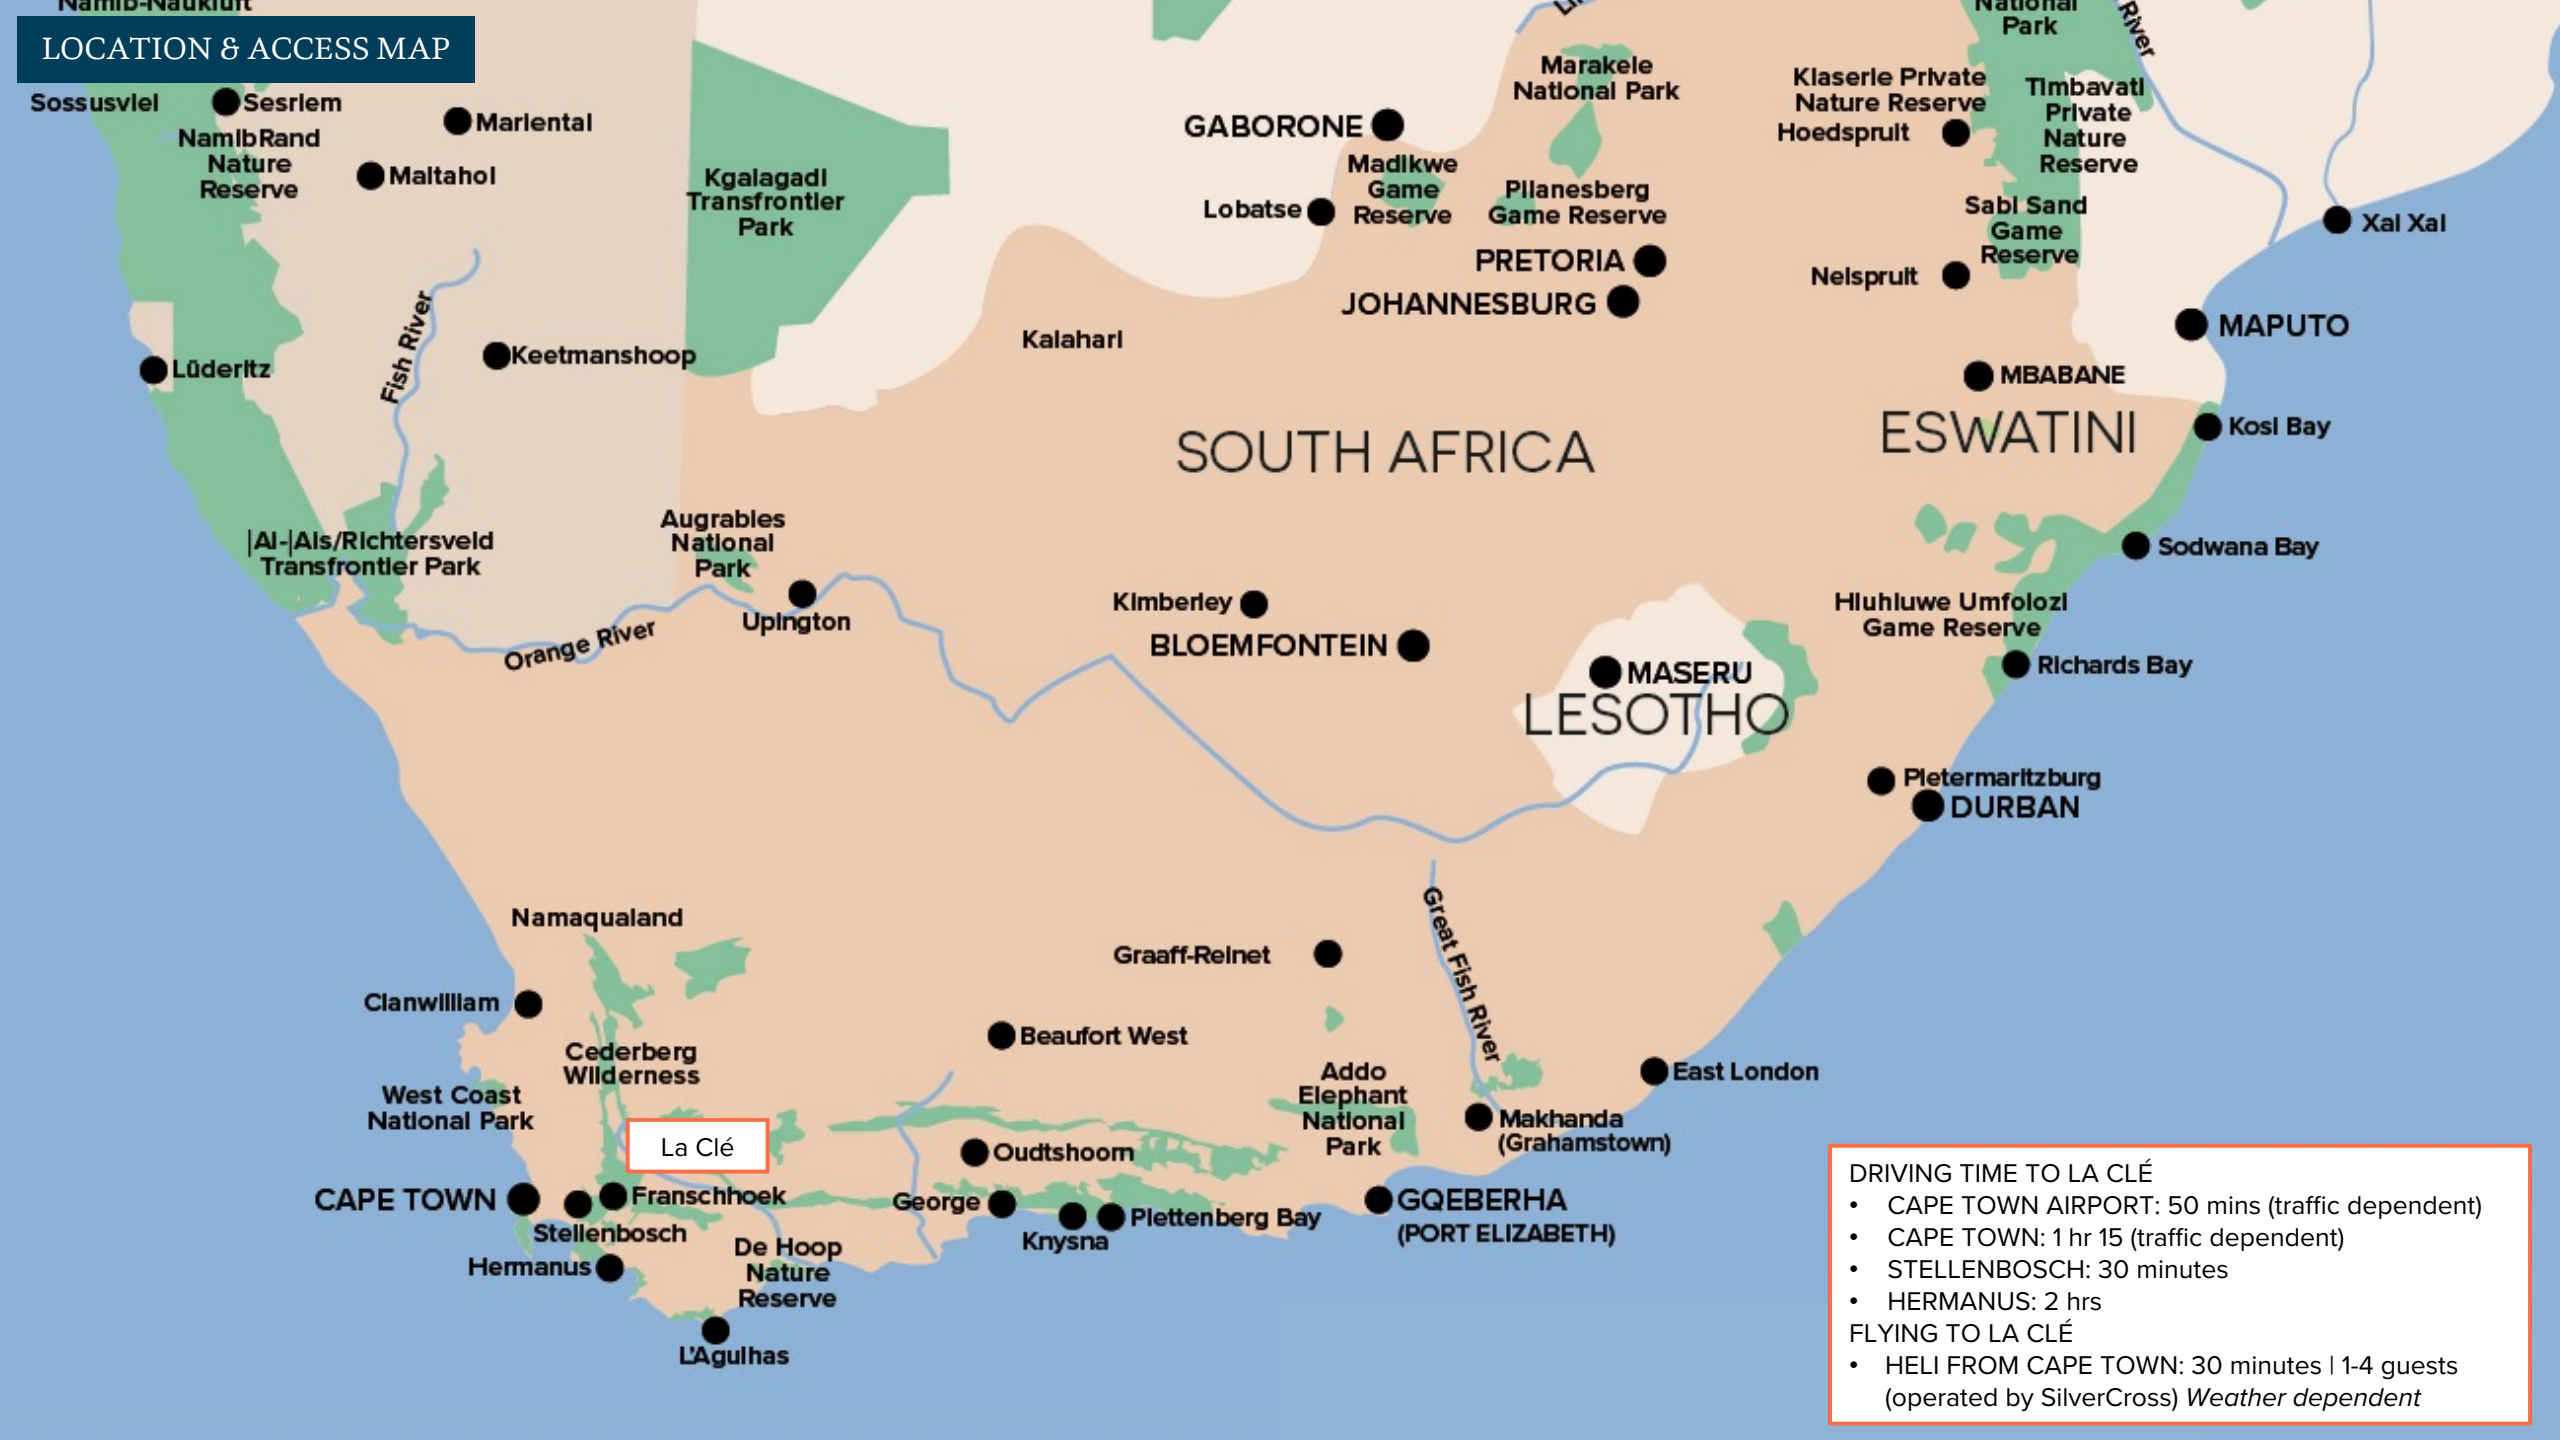 Namib-Naukluft
LOCATION & ACCESS MAP
National
Park
River
Sossusvlei
Sesriem
Mariental
NamibRand
Nature
Reserve
Maltahol
Kgalagadi
Transfrontier
Park
GABORONE
Marakele
National Park
Klaserie Private
Nature Reserve
Hoedspruit
Timbavati
Private
Nature
Reserve
Lobatse
Madikwe
Game
Reserve
Pilanesberg
Game Reserve
Sabi Sand
Game
Reserve
Xai Xai
PRETORIA
JOHANNESBURG
Nelspruit
MAPUTO
Kalahari
Fish River
Keetmanshoop
Lüderitz
MBABANE
SOUTH AFRICA
ESWATINI
Kosi Bay
|Ai-|Ais/Richtersveld
Transfrontier Park
Augrabies
National
Park
Sodwana Bay
Upington
Orange River
Kimberley
BLOEMFONTEIN
Hluhluwe Umfolozi
Game Reserve
MASERU
LESOTHO
Richards Bay
Pietermaritzburg
DURBAN
Namaqualand
Great Fish River
Graaff-Reinet
Clanwilliam
Beaufort West
Cederberg
Wilderness
West Coast
National Park
Addo
Elephant
National
Park
East London
Makhanda
(Grahamstown)
La Clé
Oudtshoorn
CAPE TOWN
Franschhoek
Stellenbosch
George
Knysna
Plettenberg Bay
GQEBERHA
(PORT ELIZABETH)
Hermanus
De Hoop
Nature
Reserve
L'Agulhas
DRIVING TIME TO LA CLÉ
• CAPE TOWN AIRPORT: 50 mins (traffic dependent)
• CAPE TOWN: 1 hr 15 (traffic dependent)
• STELLENBOSCH: 30 minutes
• HERMANUS: 2 hrs
FLYING TO LA CLÉ
• HELI FROM CAPE TOWN: 30 minutes | 1-4 guests
(operated by SilverCross) Weather dependent